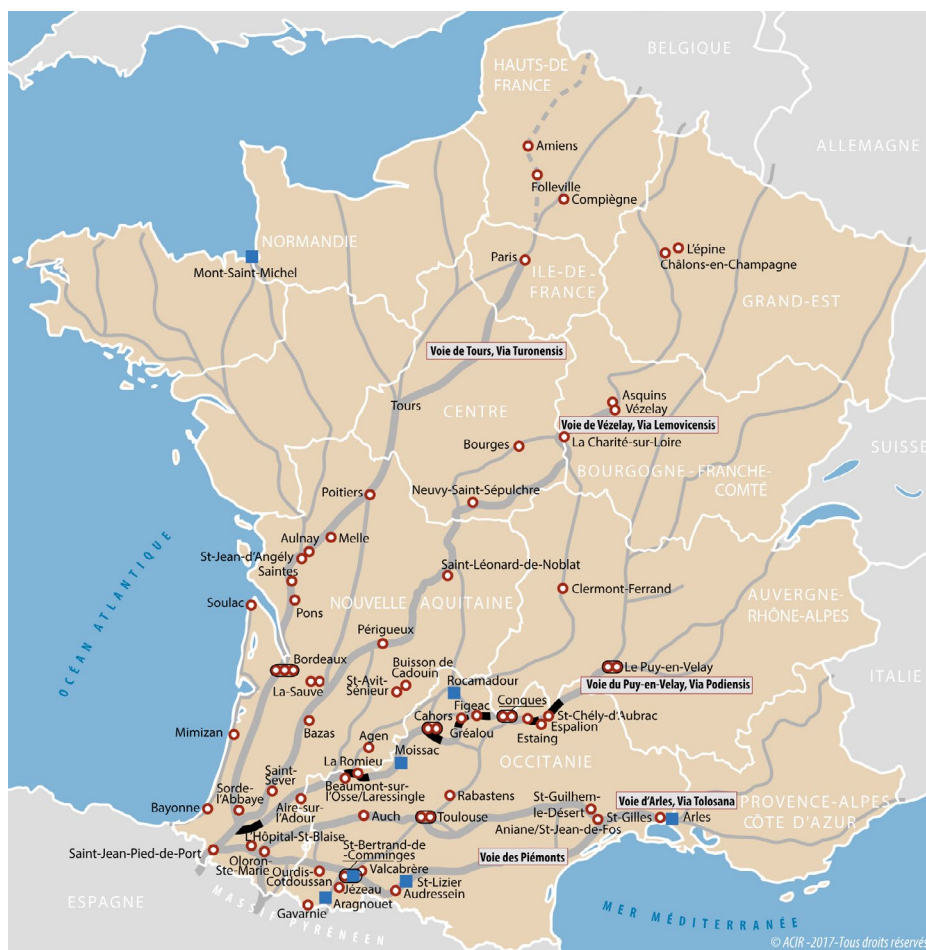 BELGIQUE
HAUTS-DE
FRANCE
ALLEMAGNE
Amiens
Folleville
Compiègne
NORMANDIE
Mont-Saint-Michel
Paris
ILE-DE-
FRANCE
L'épine
Châlons-en-Champagne
GRAND-EST
Voie de Tours, Via Turonensis
Tours
CENTRE
Asquins
Vézelay
Voie de Vézelay, Via Lemovicensis
La Charité-sur-Loire
Bourges
BOURGOGNE-FRANCHE-
COMTÉ
SUISSE
Neuvy-Saint-Sépulchre
Poitiers
Melle
Aulnay
St-Jean-d'Angély
Saintes
Saint-Léonard-de-Noblat
Clermont-Ferrand
Soulac
Pons
NOUVELLE AQUITAINE
AUVERGNE-
RHÔNE-ALPES
OCÉAN ATLANTIQUE
Périgueux
Bordeaux
La-Sauve
Buisson de
Cadouin
St-Avit-
Sénieur
Rocamadour
Le Puy-en-Velay
Voie du Puy-en-Velay, Via Podiensis
ITALIE
Figeac
Conques
Cahors
Gréalou
St-Chély-d'Aubrac
Espalion
Estaing
Mimizan
Bazas
Agen
Moissac
La Romieu
Beaumont-sur-
l'Osse/Laressingle
OCCITANIE
Saint-
Sever
Sorde-
l'Abbaye
Bayonne
Aire-sur-
l'Adour
Auch
Rabastens
Toulouse
St-Guilhem-
le-Désert
Aniane/St-Jean-de-Fos
Voie d'Arles, Via Tolosana
St-Gilles
Arles
PROVENCE-ALPES
CÔTE D'AZUR
Saint-Jean-Pied-de-Port
L'Hôpital-St-Blaise
Oloron-
Ste-Marie
Ourdis-
Cotdoussan
St-Bertrand-de
-Comminges
Valcabrère
Voie des Piémonts
St-Lizier
Audressein
Jézeau
Aragnouet
Gavarnie
ESPAGNE
MASSIF PYRÉNÉEN
MER MÉDITERRANÉE
© ACIR -2017-Tous droits réservés